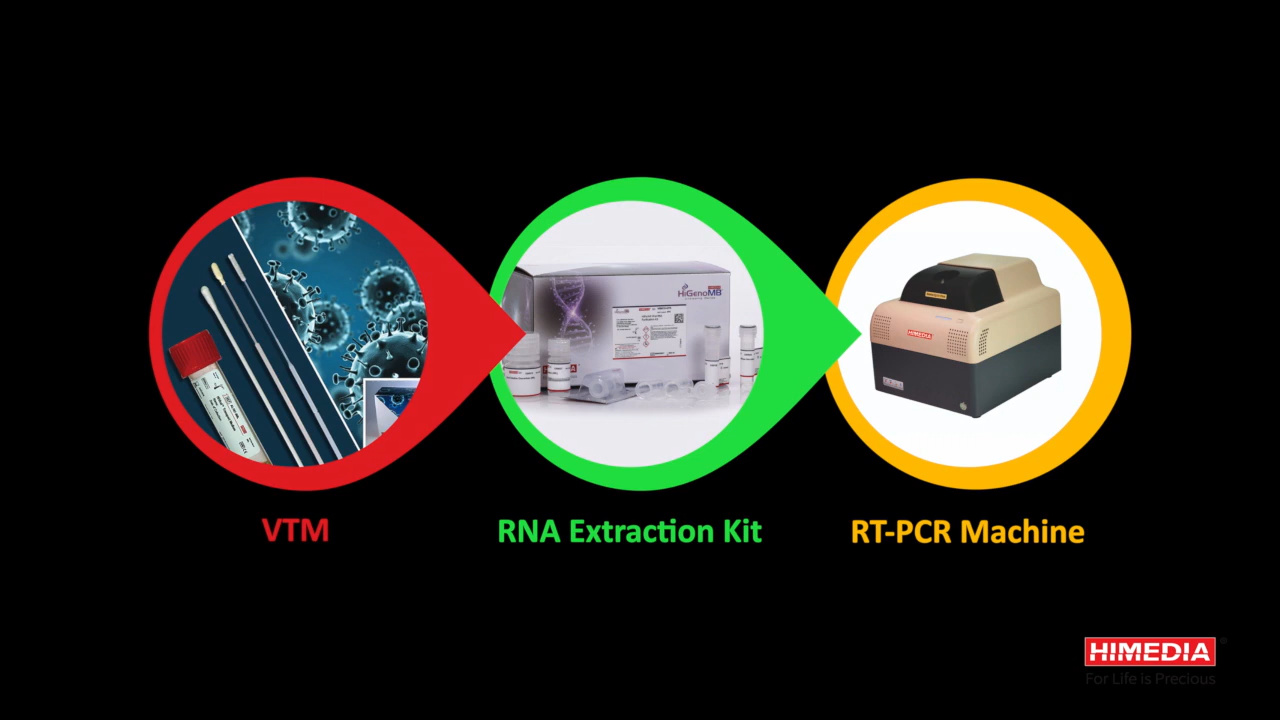 HiGenoMB
HIMEDIA
VTM
RNA Extraction Kit
RT-PCR Machine
HIMEDIA
For Life is Precious